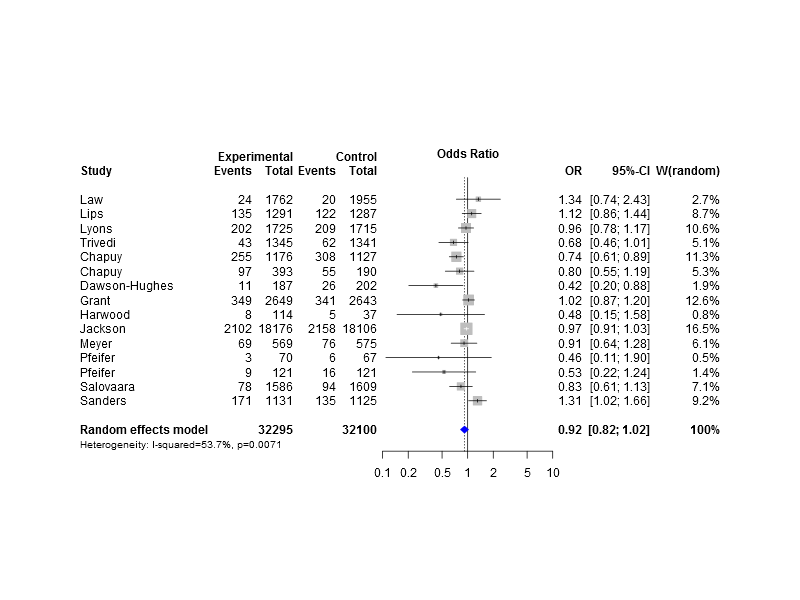 Experimental Control Odds Ratio
Study Events Total Events Total OR 95%-CI W(random)
Law 24 1762 20 1955 1.34 [0.74; 2.43] 2.7%
Lips 135 1291 122 1287 1.12 [0.86; 1.44] 8.7%
Lyons 202 1725 209 1715 0.96 [0.78; 1.17] 10.6%
Trivedi 43 1345 62 1341 0.68 [0.46; 1.01] 5.1%
Chapuy 255 1176 308 1127 0.74 [0.61; 0.89] 11.3%
Chapuy 97 393 55 190 0.80 [0.55; 1.19] 5.3%
Dawson-Hughes 11 187 26 202 0.42 [0.20; 0.88] 1.9%
Grant 349 2649 341 2643 1.02 [0.87; 1.20] 12.6%
Harwood 8 114 5 37 0.48 [0.15; 1.58] 0.8%
Jackson 2102 18176 2158 18106 0.97 [0.91; 1.03] 16.5%
Meyer 69 569 76 575 0.91 [0.64; 1.28] 6.1%
Pfeifer 3 70 6 67 0.46 [0.11; 1.90] 0.5%
Pfeifer 9 121 16 121 0.53 [0.22; 1.24] 1.4%
Salovaara 78 1586 94 1609 0.83 [0.61; 1.13] 7.1%
Sanders 171 1131 135 1125 1.31 [1.02; 1.66] 9.2%
Random effects model 32295 32100 0.92 [0.82; 1.02] 100%
Heterogeneity: I-squared=53.7%, p=0.0071
0.1 0.2 0.5 1 2 5 10